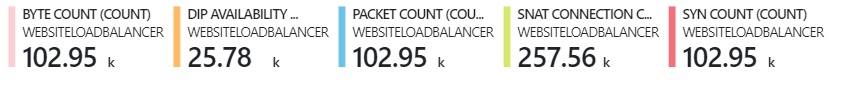 BYTE COUNT (COUNT)
WEBSITELOADBALANCER
102.95 k
DIP AVAILABILITY ...
WEBSITELOADBALANCER
25.78 k
PACKET COUNT (COU...
WEBSITELOADBALANCER
102.95 k
SNAT CONNECTION C...
WEBSITELOADBALANCER
257.56 k
SYN COUNT (COUNT)
WEBSITELOADBALANCER
102.95 k